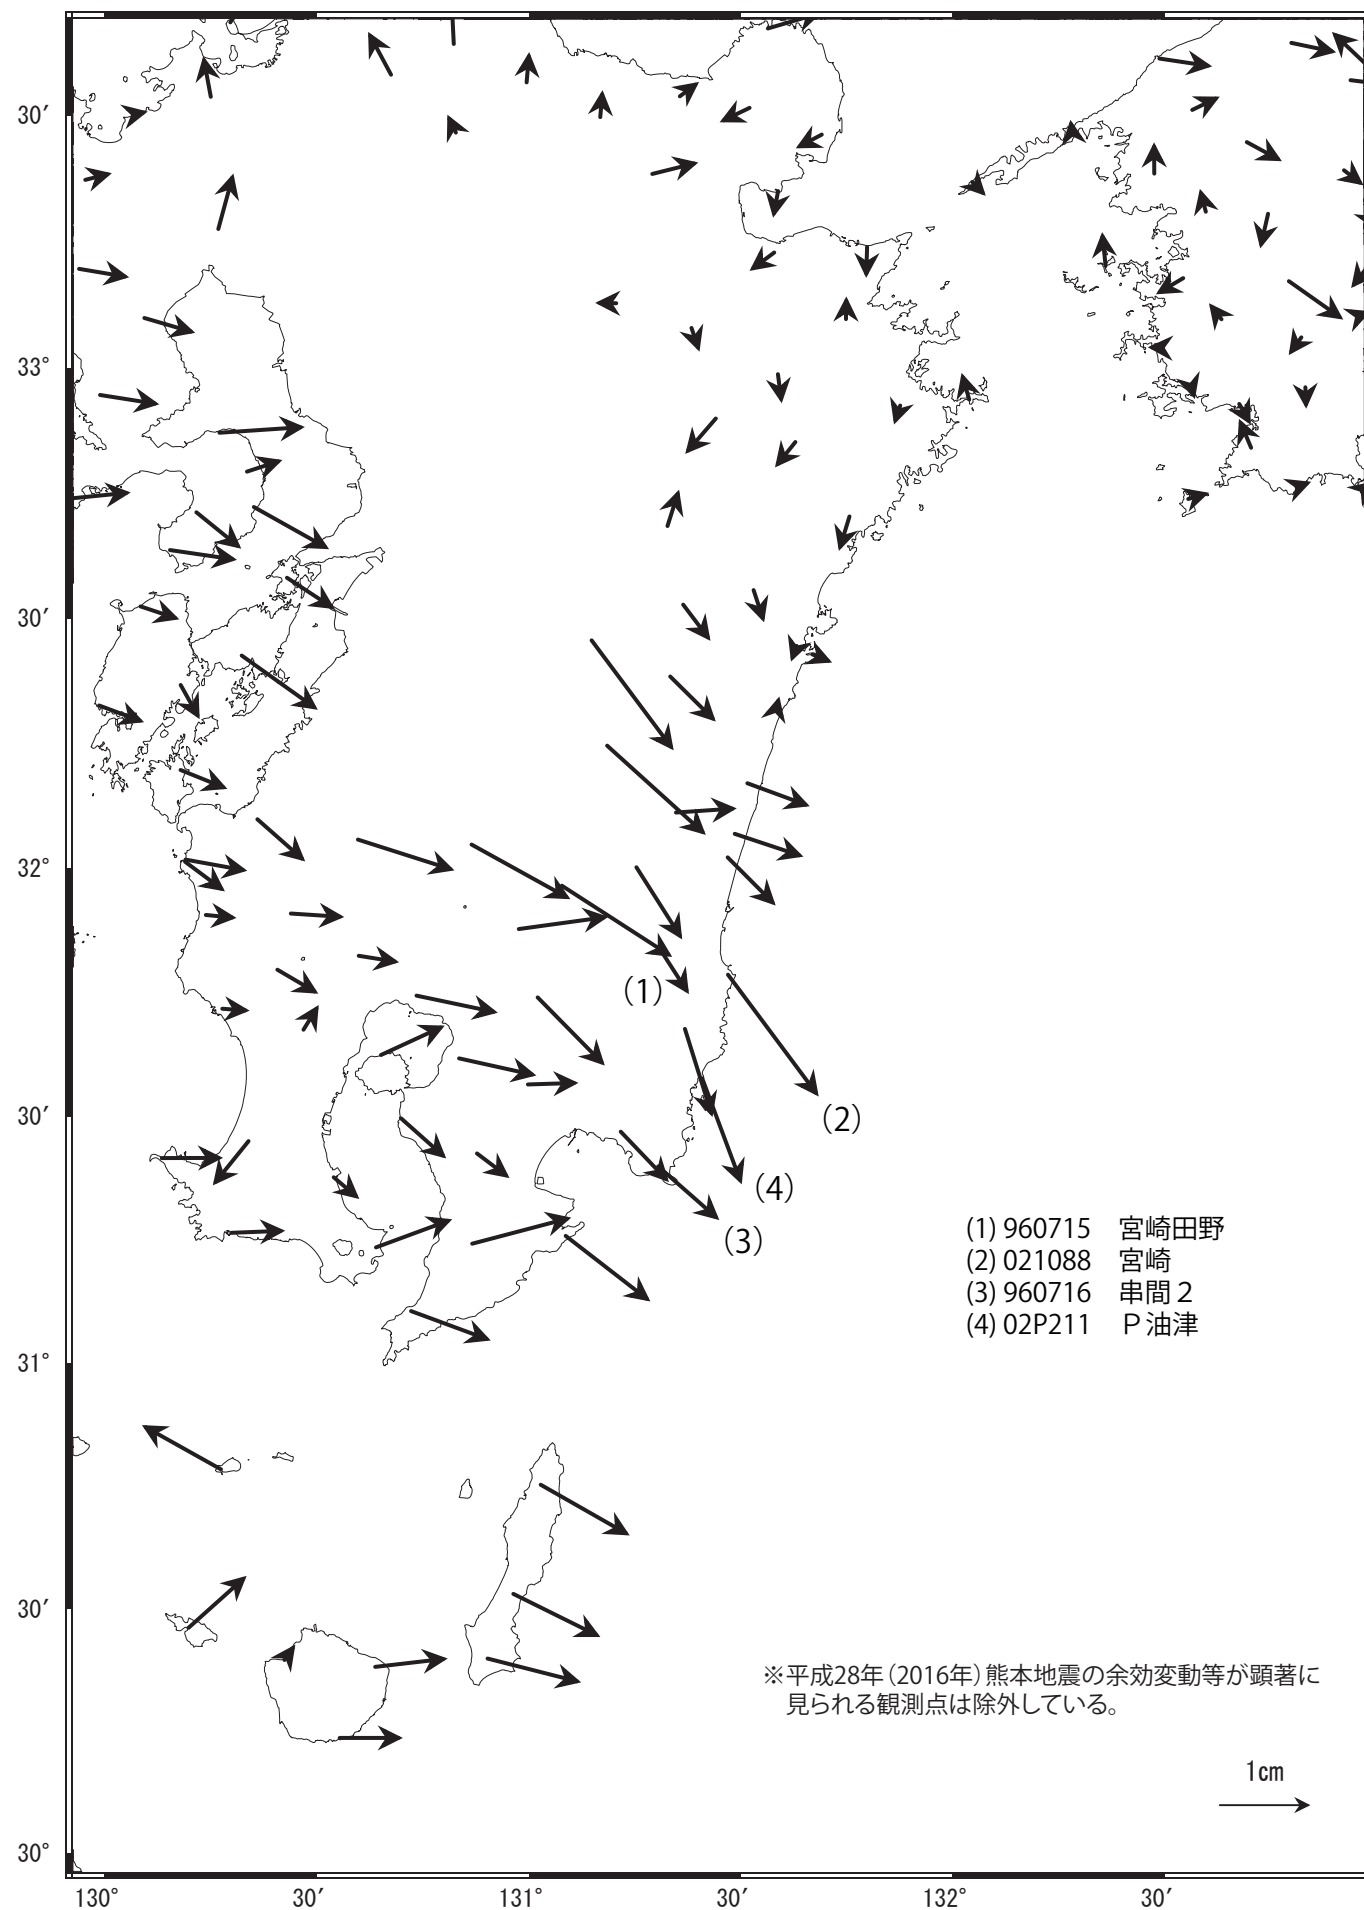 30′
33°
30′
32°
(1)
30′
(2)
(4)
(3)
(1) 960715 宮崎田野
(2) 021088 宮崎
(3) 960716 串間２
(4) 02P211 Ｐ油津
31°
30′
※平成28年（2016年）熊本地震の余効変動等が顕著に
見られる観測点は除外している。
1cm
30°
130° 30′ 131° 30′ 132° 30′